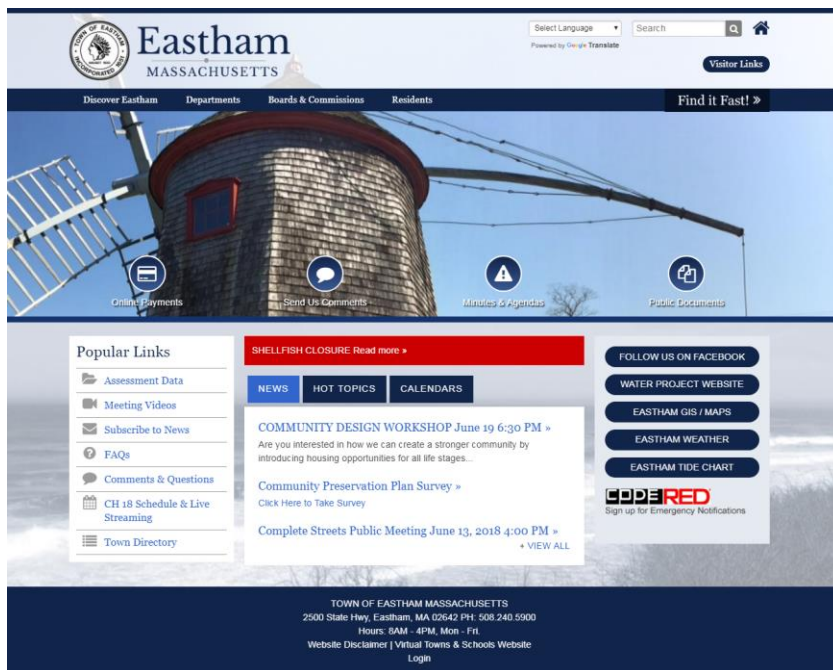 TOWN OF EASTHAM
INCORPORATED 1651
Eastham
MASSACHUSETTS
Select Language
Search
Powered by Google Translate
Visitor Links
Discover Eastham
Departments
Boards & Commissions
Residents
Find it Fast! »
Online Payments
Send Us Comments
Minutes & Agendas
Public Documents
Popular Links
Assessment Data
Meeting Videos
Subscribe to News
FAQs
Comments & Questions
CH 18 Schedule & Live
Streaming
Town Directory
SHELLFISH CLOSURE Read more »
NEWS
HOT TOPICS
CALENDARS
COMMUNITY DESIGN WORKSHOP June 19 6:30 PM »
Are you interested in how we can create a stronger community by
introducing housing opportunities for all life stages...
Community Preservation Plan Survey »
Click Here to Take Survey
Complete Streets Public Meeting June 13, 2018 4:00 PM »
+ VIEW ALL
FOLLOW US ON FACEBOOK
WATER PROJECT WEBSITE
EASTHAM GIS / MAPS
EASTHAM WEATHER
EASTHAM TIDE CHART
CODERED
Sign up for Emergency Notifications
TOWN OF EASTHAM MASSACHUSETTS
2500 State Hwy, Eastham, MA 02642 PH: 508.240.5900
Hours: 8AM - 4PM, Mon - Fri.
Website Disclaimer | Virtual Towns & Schools Website
Login